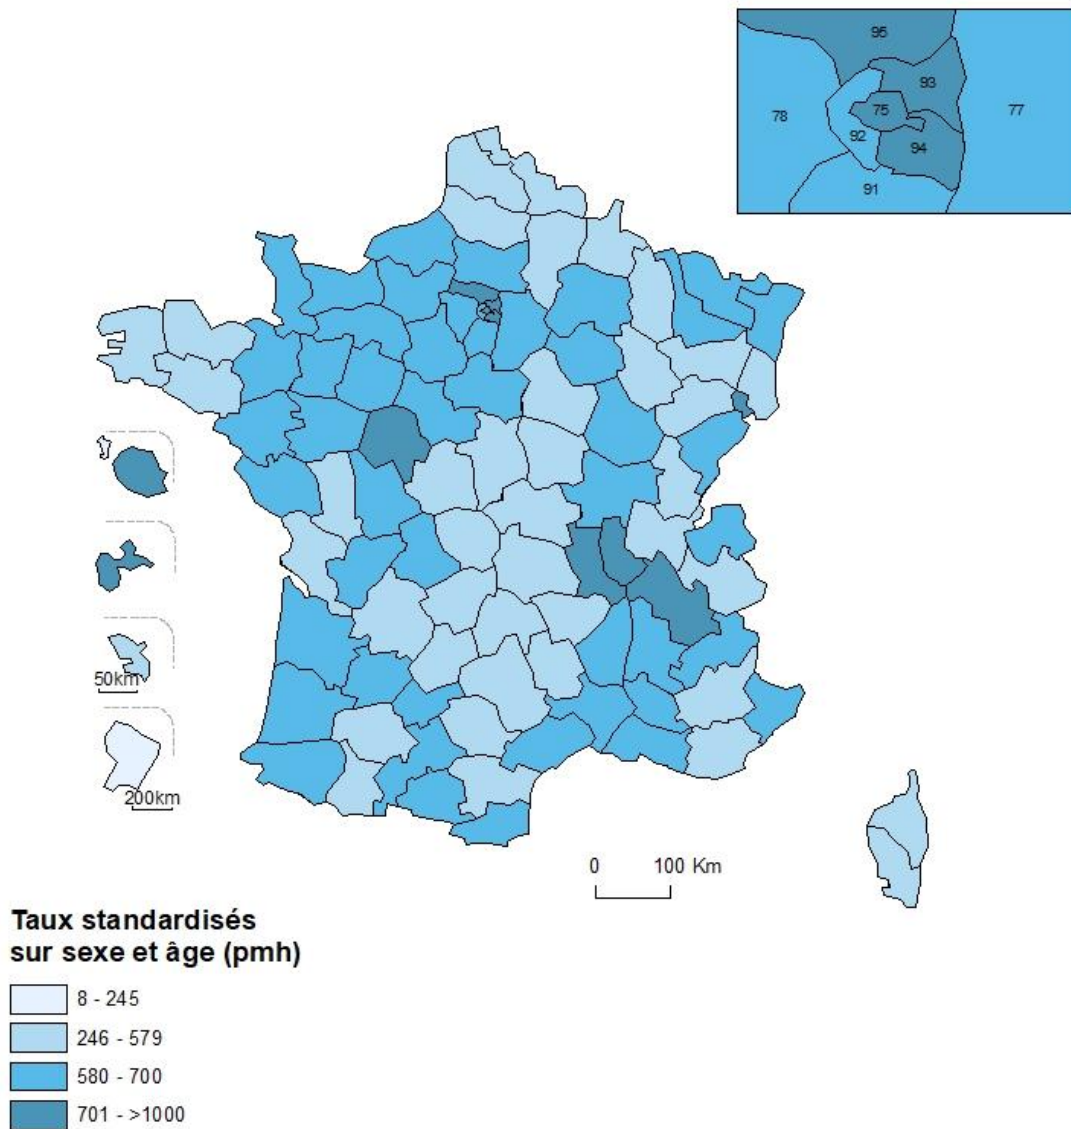 95
93
78
75
77
92
94
91
50km
200km
0 100 Km
Taux standardisés
sur sexe et âge (pmh)
8 - 245
246 - 579
580 - 700
701 - >1000